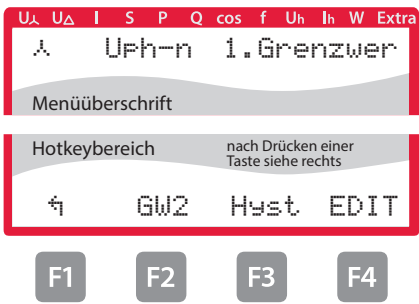 U⅄ U△ I S P Q cos f Uh Ih W Extra
⅄ UPh-n 1.Grenzwer
Menüüberschrift
Hotkeybereich
nach Drücken einer
Taste siehe rechts
↰ GW2 Hyst. EDIT
F1 F2 F3 F4